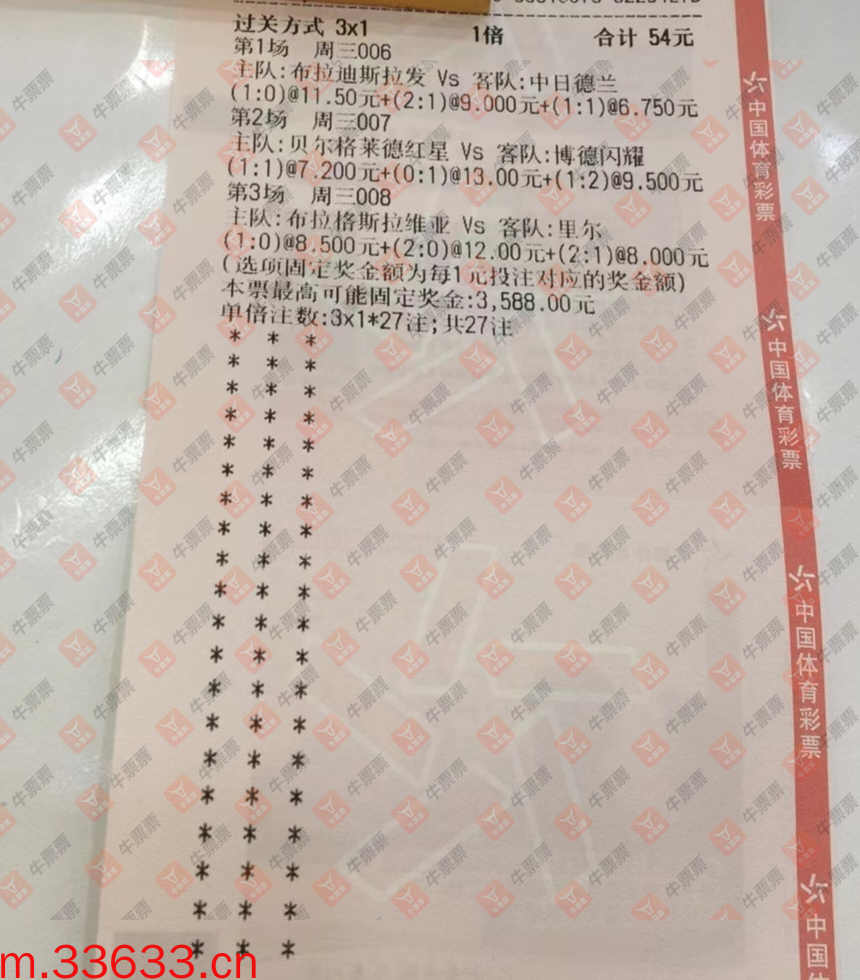 过关方式 3x1 1倍 合计 54元
第1场 周三006
主队:布拉迪斯拉发 Vs 客队:中日德兰
(1:0)@11.50元+(2:1)@9.000元+(1:1)@6.750元
第2场 周三007
主队:贝尔格莱德红星 Vs 客队:博德闪耀
(1:1)@7.200元+(0:1)@13.00元+(1:2)@9.500元
第3场 周三008
主队:布拉格斯拉维亚 Vs 客队:里尔
(1:0)@8.500元+(2:0)@12.00元+(2:1)@8.000元
(选项固定奖金额为每1元投注对应的奖金额)
本票最高可能固定奖金:3,588.00元
单倍注数:3x1*27注;共27注
中国体育彩票
中国体育彩票
中国体育彩票
中国体
牛票票
m.33633.cn